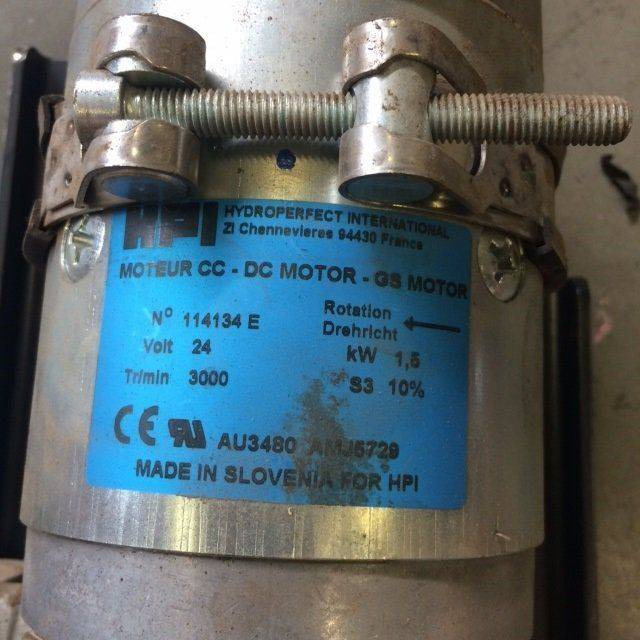 HPI HYDROPERFECT INTERNATIONAL
ZI Chennevieres 94430 France
MOTEUR CC - DC MOTOR - GS MOTOR
N° 114134 E
Volt 24
Tr/min 3000
Rotation
Drehricht
kW 1,5
S3 10%
CE AU3480 AMJ5729
MADE IN SLOVENIA FOR HPI